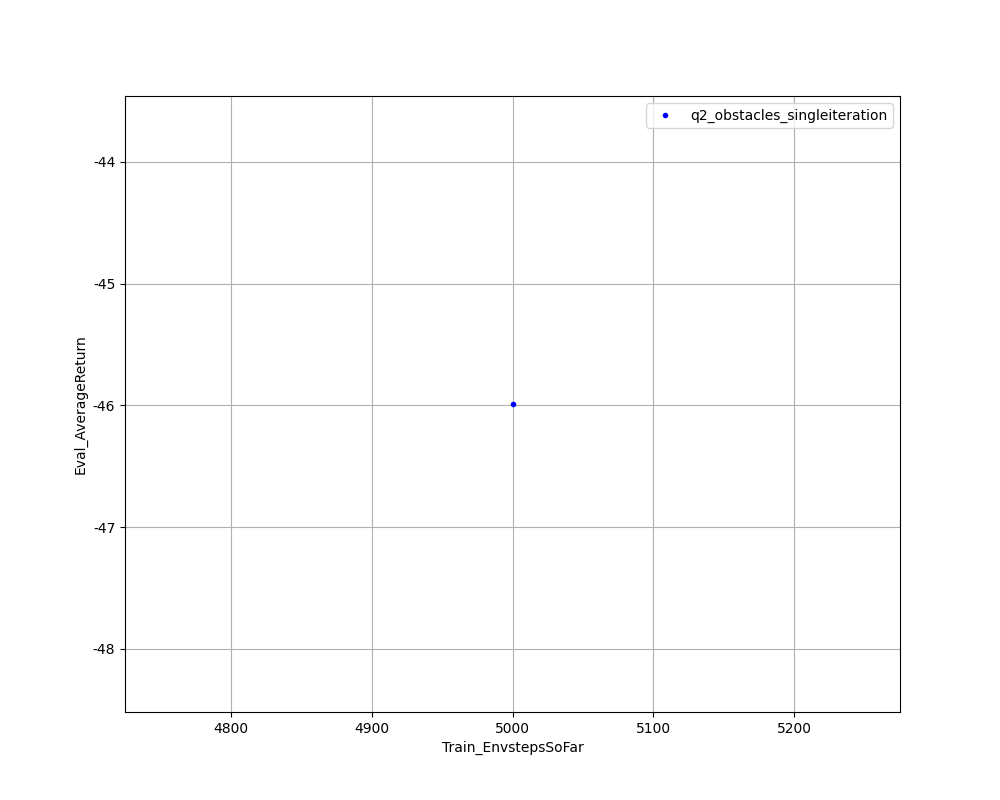 q2_obstacles_singleiteration
-44
-45
-46
-47
-48
Eval_AverageReturn
4800 4900 5000 5100 5200
Train_EnvstepsSoFar